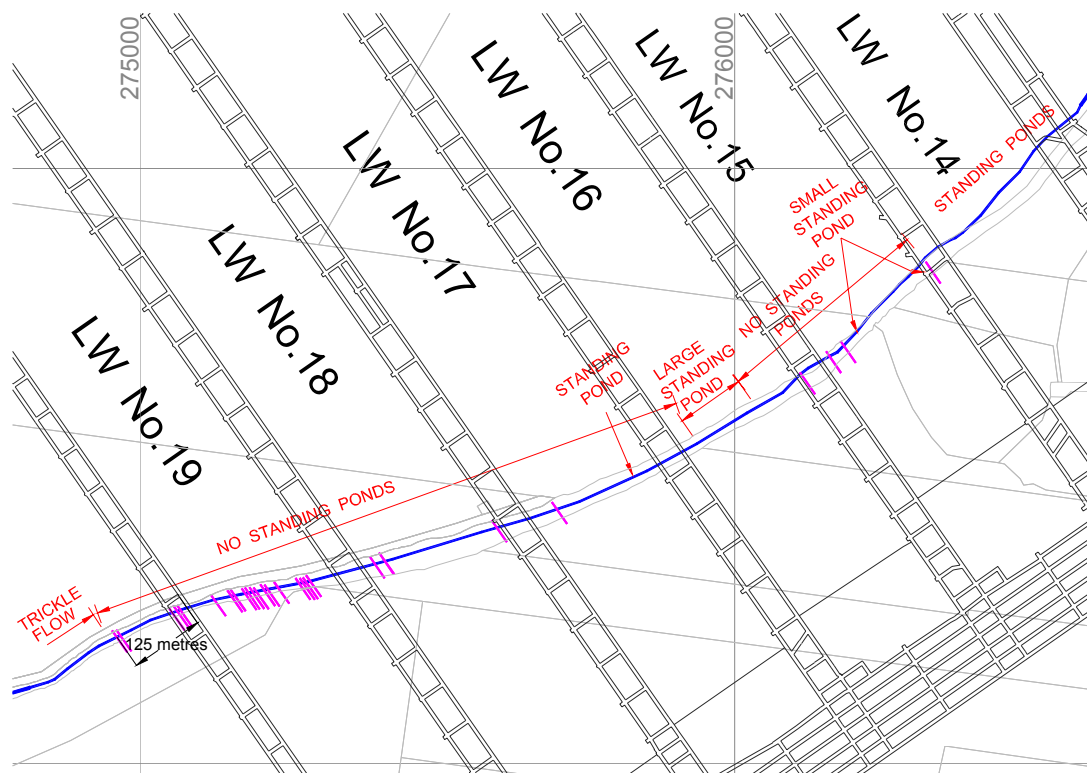 275000
276000
LW No.14
LW No.15
LW No.16
LW No.17
LW No.18
LW No.19
STANDING PONDS
SMALL
STANDING
POND
NO STANDING
PONDS
LARGE
STANDING
POND
STANDING
POND
NO STANDING PONDS
TRICKLE
FLOW
125 metres